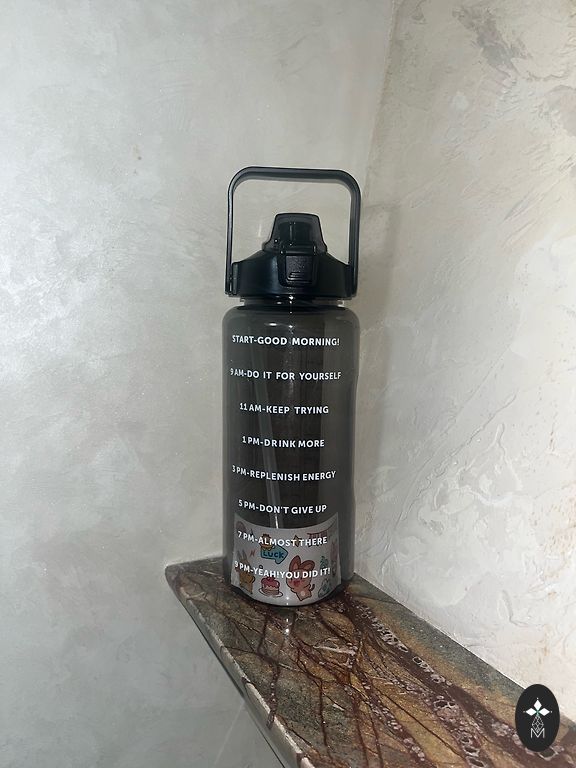 START-GOOD MORNING!
9 AM-DO IT FOR YOURSELF
11 AM-KEEP TRYING
1 PM-DRINK MORE
3 PM-REPLENISH ENERGY
5 PM-DON'T GIVE UP
7 PM-ALMOST THERE
LUCK
9 PM-YEAH!YOU DID IT!
M